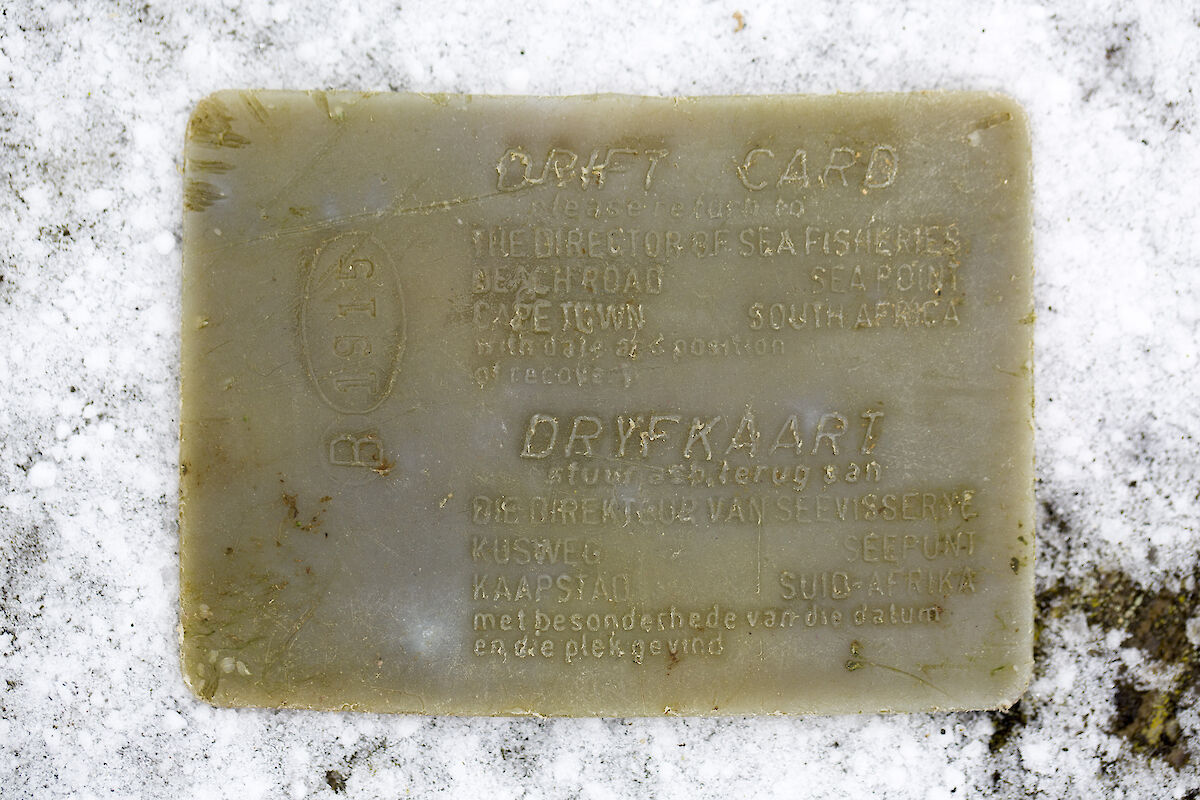 DRIFT CARD
please return to
THE DIRECTOR OF SEA FISHERIES
BEACH ROAD SEA POINT
CAPE TOWN SOUTH AFRICA
with date and position
of recovery
B 1915
DRYFKAART
stuur asb. terug aan
DIE DIREKTEUR VAN SEEVISSERYE
KUSWEG SEEPUNT
KAAPSTAD SUID-AFRIKA
met besonderhede van die datum
en die plek gevind